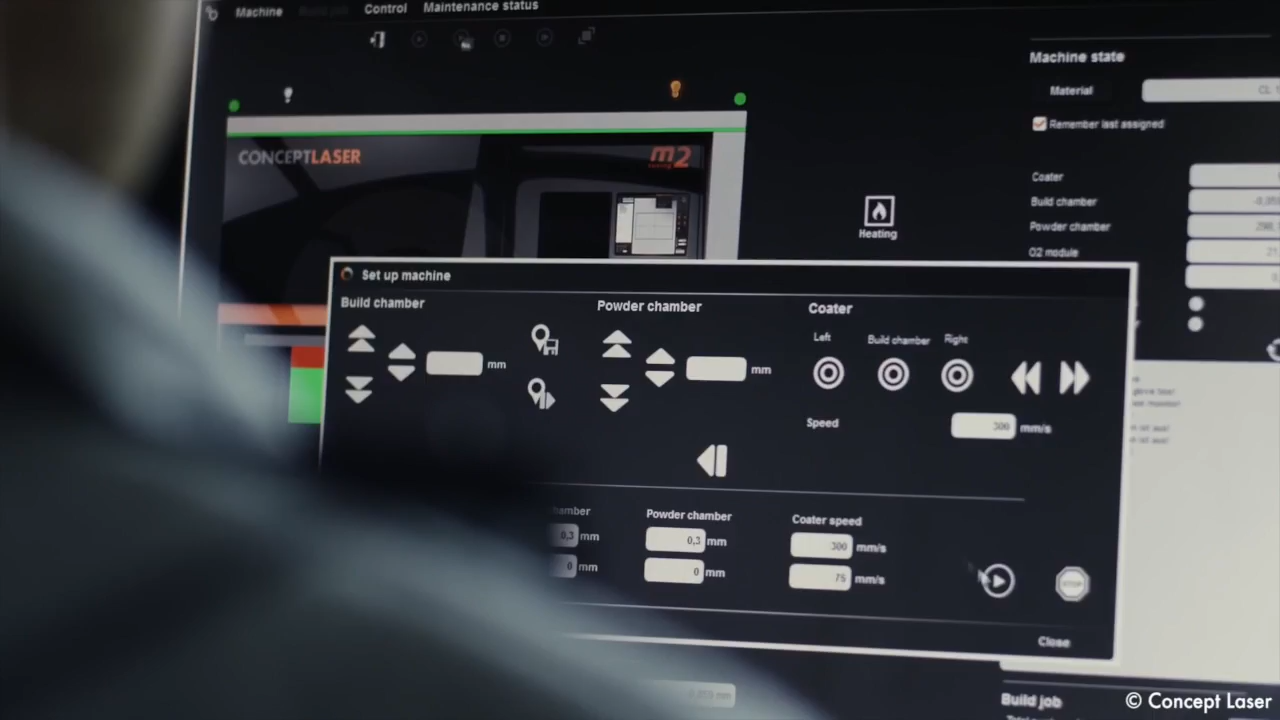 Machine
Control
Maintenance status
Machine state
Material
CL
Remember last assigned
CONCEPTLASER
m2
Coater
Build chamber
Powder chamber
O2 module
Heating
Set up machine
Build chamber
Powder chamber
Coater
Left
Build chamber
Right
mm
mm
Speed
300 mm/s
Powder chamber
Coater speed
0,3 mm
0,3 mm
300 mm/s
0 mm
0 mm
75 mm/s
STOP
Close
Build job
© Concept Laser